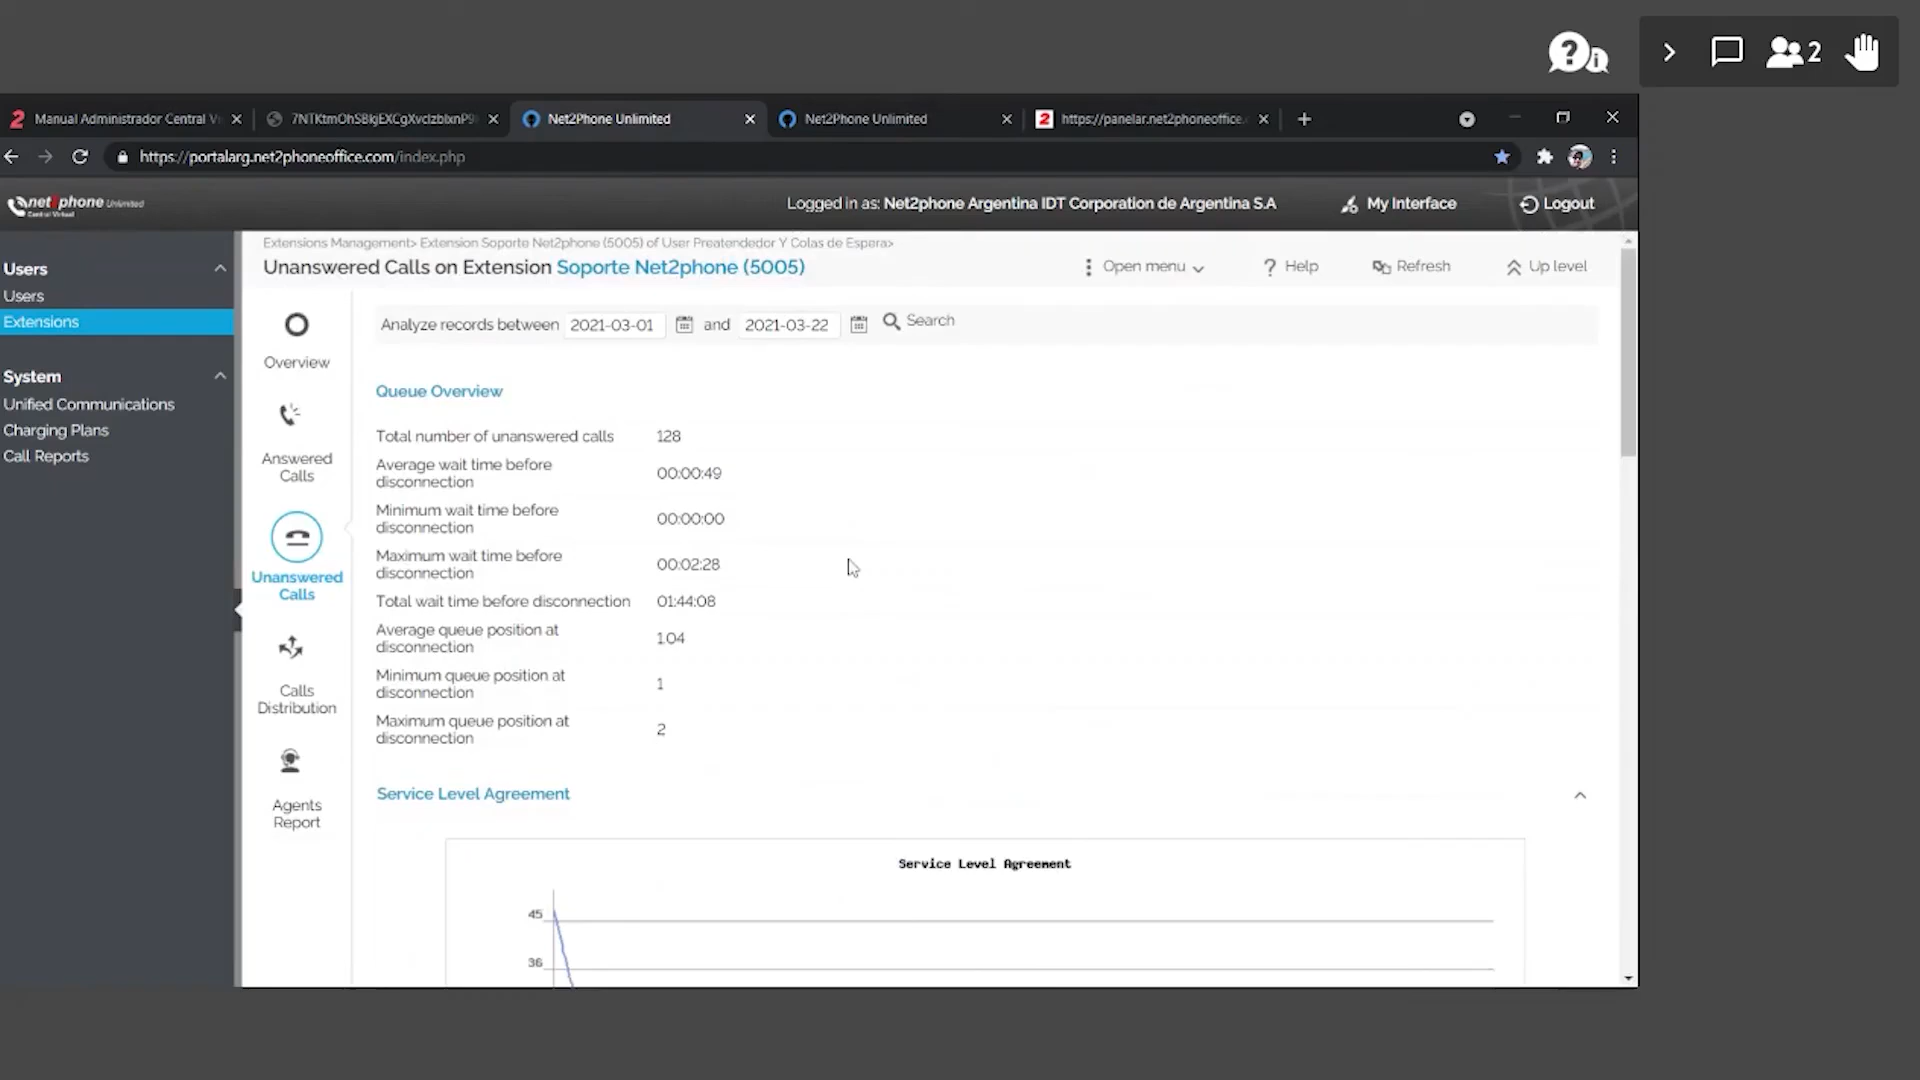 2
Manual Administrador Central V
7NTKtmOhSBkjEXCgXvclzblxnP9
Net2Phone Unlimited
Net2Phone Unlimited
2 https://panelar.net2phoneoffice.
https://portalarg.net2phoneoffice.com/index.php
net2phone Unlimited
Central Virtual
Logged in as: Net2phone Argentina IDT Corporation de Argentina S.A
My Interface
Logout
Users
Users
Extensions
System
Unified Communications
Charging Plans
Call Reports
Extensions Management> Extension Soporte Net2phone (5005) of User Preatendedor Y Colas de Espera>
Unanswered Calls on Extension Soporte Net2phone (5005)
Open menu
? Help
Refresh
Up level
Overview
Answered
Calls
Unanswered
Calls
Calls
Distribution
Agents
Report
Analyze records between 2021-03-01 and 2021-03-22 Search
Queue Overview
Total number of unanswered calls 128
Average wait time before
disconnection 00:00:49
Minimum wait time before
disconnection 00:00:00
Maximum wait time before
disconnection 00:02:28
Total wait time before disconnection 01:44:08
Average queue position at
disconnection 1.04
Minimum queue position at
disconnection 1
Maximum queue position at
disconnection 2
Service Level Agreement
Service Level Agreement
45
36